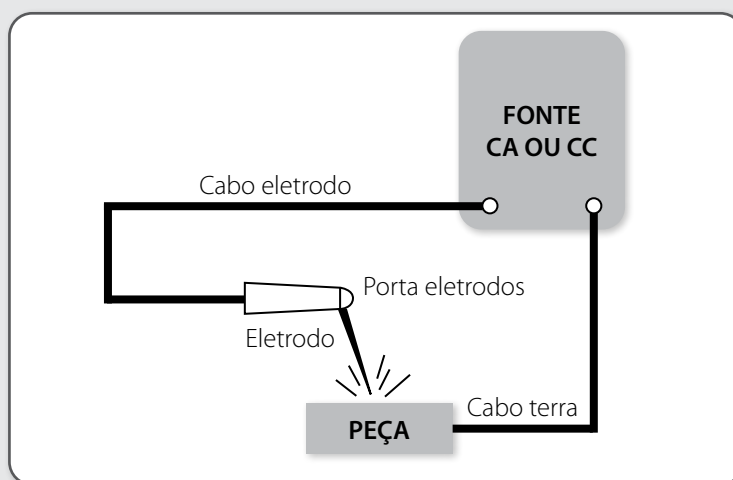 FONTE
CA OU CC
Cabo eletrodo
Porta eletrodos
Eletrodo
Cabo terra
PEÇA